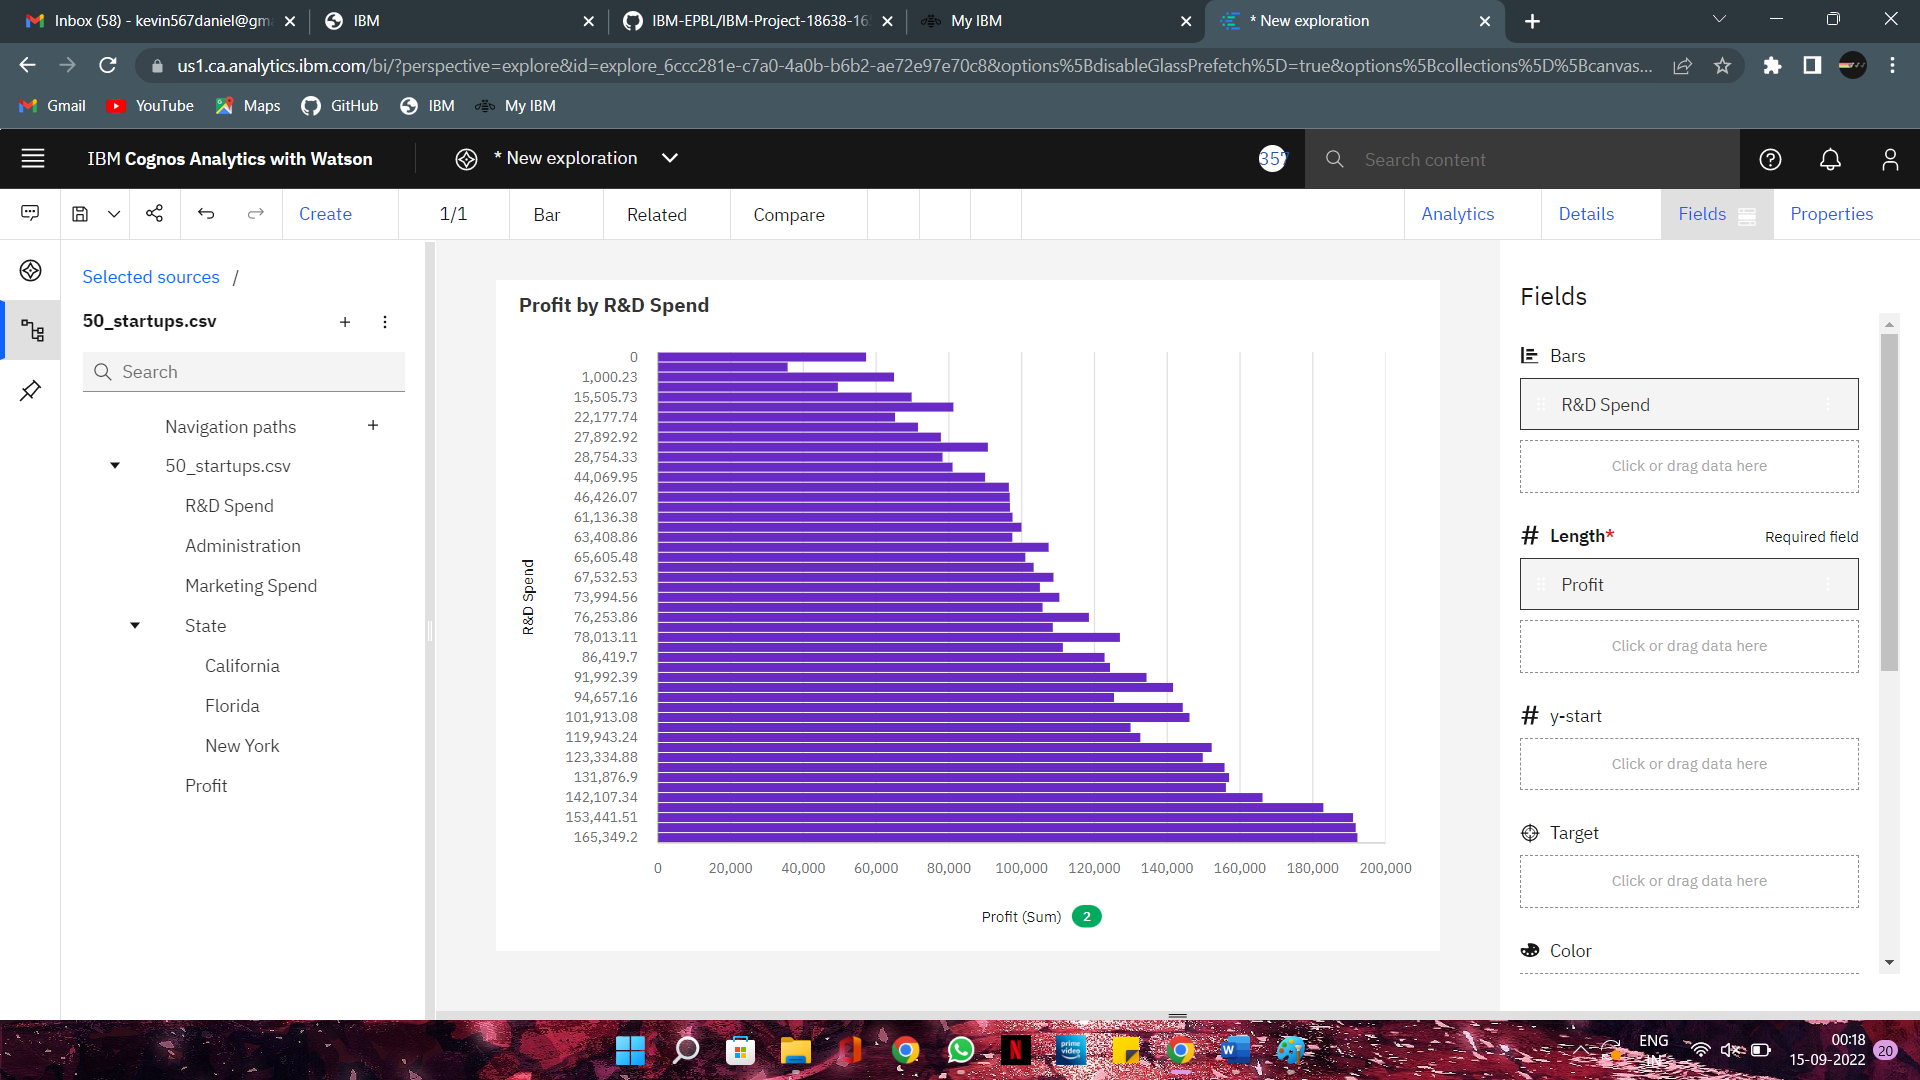 Inbox (58) - kevin567daniel@gm
IBM
IBM-EPBL/IBM-Project-18638-16
My IBM
* New exploration
us1.ca.analytics.ibm.com/bi/?perspective=explore&id=explore_6ccc281e-c7a0-4a0b-b6b2-ae72e97e70c8&options%5BdisableGlassPrefetch%5D=true&options%5Bcollections%5D%5Bcanvas...
Gmail
YouTube
Maps
GitHub
IBM
My IBM
IBM Cognos Analytics with Watson
* New exploration
357
Search content
Create
1/1
Bar
Related
Compare
Analytics
Details
Fields
Properties
Selected sources /
50_startups.csv
Search
Navigation paths
50_startups.csv
R&D Spend
Administration
Marketing Spend
State
California
Florida
New York
Profit
Profit by R&D Spend
R&D Spend
0
1,000.23
15,505.73
22,177.74
27,892.92
28,754.33
44,069.95
46,426.07
61,136.38
63,408.86
65,605.48
67,532.53
73,994.56
76,253.86
78,013.11
86,419.7
91,992.39
94,657.16
101,913.08
119,943.24
123,334.88
131,876.9
142,107.34
153,441.51
165,349.2
0 20,000 40,000 60,000 80,000 100,000 120,000 140,000 160,000 180,000 200,000
Profit (Sum) 2
Fields
Bars
R&D Spend
Click or drag data here
Length* Required field
Profit
Click or drag data here
y-start
Click or drag data here
Target
Click or drag data here
Color
prime video
ENG
IN
00:18
15-09-2022
20